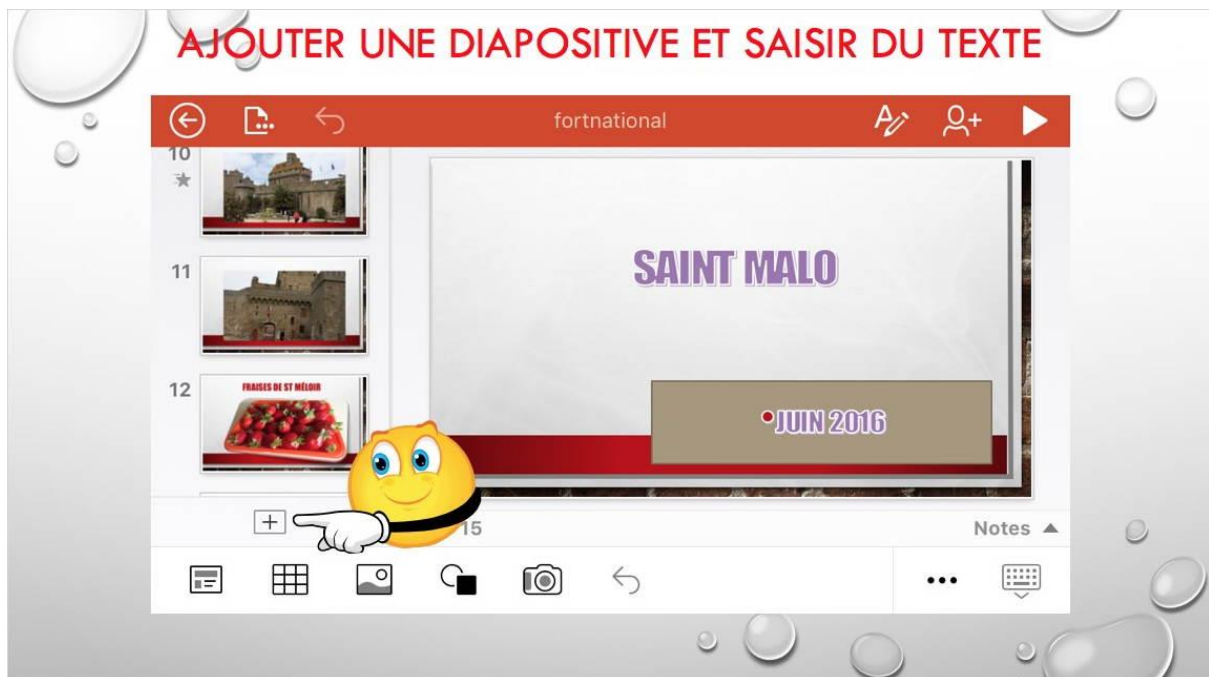 AJOUTER UNE DIAPOSITIVE ET SAISIR DU TEXTE
fortnational
10
11
12
FRAISES DE ST MÉLOIR
SAINT MALO
•JUIN 2016
15
Notes